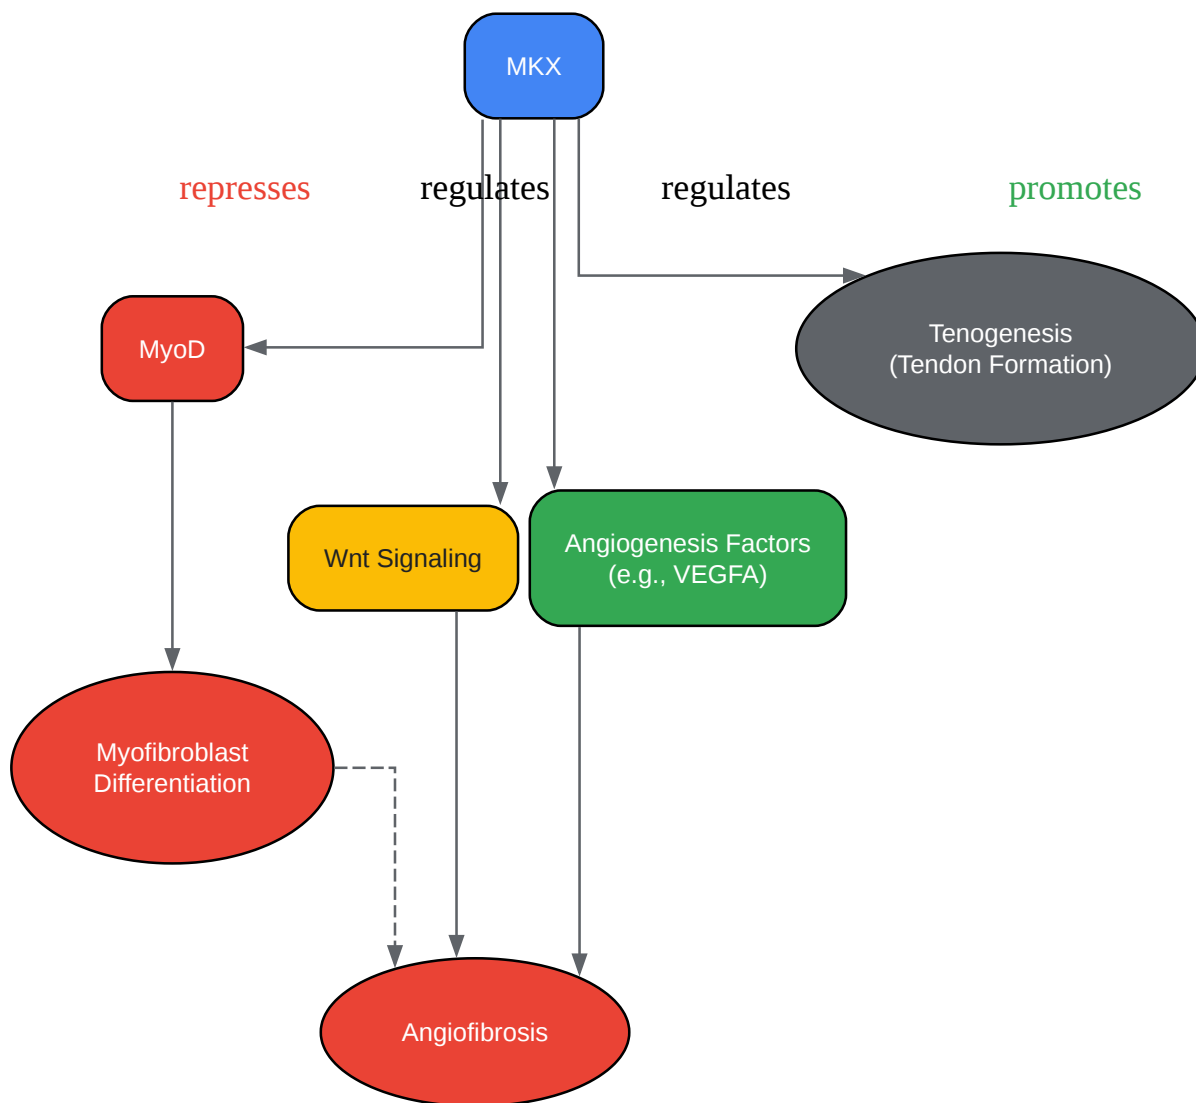 MKX
represses
regulates
regulates
promotes
MyoD
Tenogenesis
(Tendon Formation)
Wnt Signaling
Angiogenesis Factors
(e.g., VEGFA)
Myofibroblast
Differentiation
Angiofibrosis